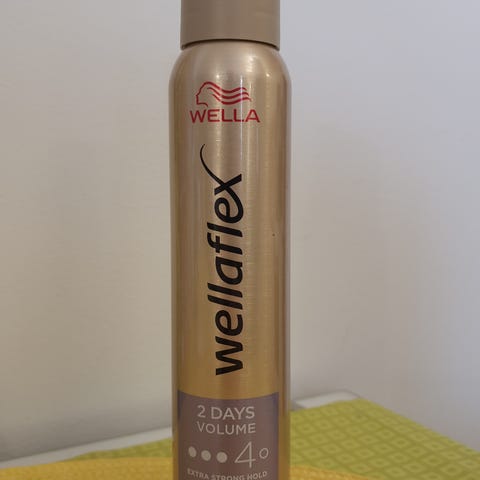 WELLA
wellaflex
2 DAYS
VOLUME
4
EXTRA STRONG HOLD